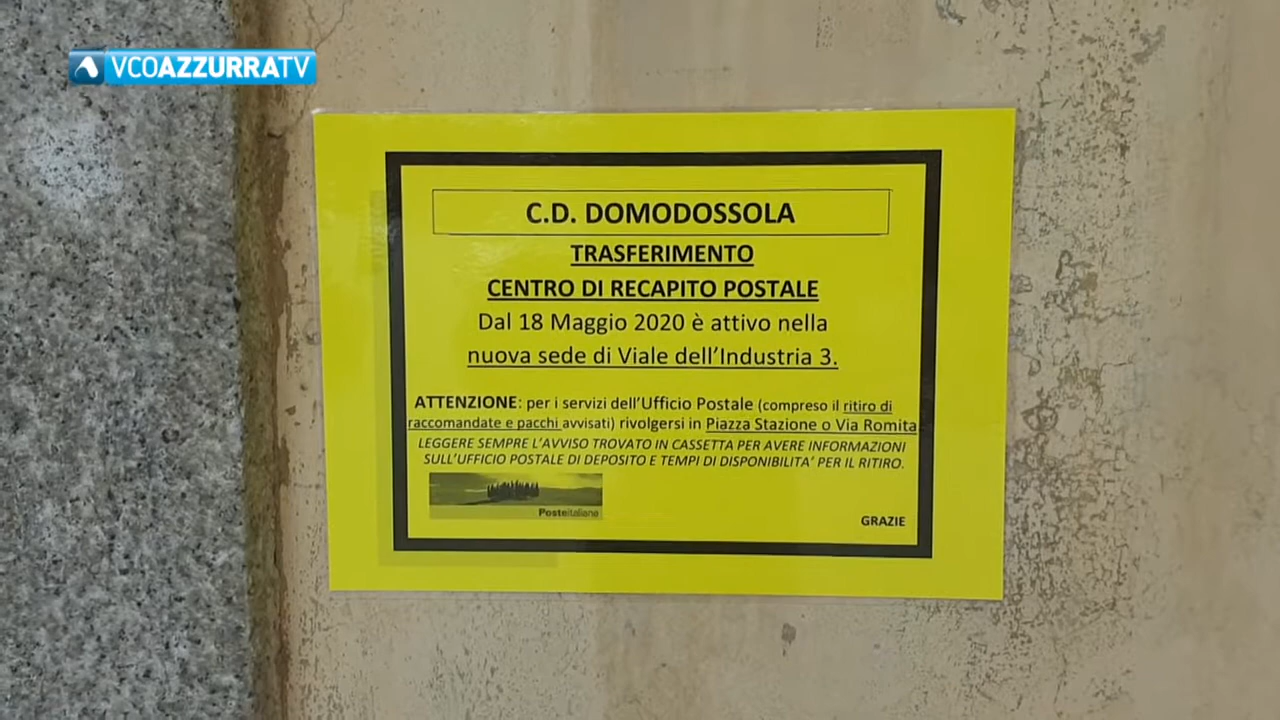 VCOAZZURRATV
C.D. DOMODOSSOLA
TRASFERIMENTO
CENTRO DI RECAPITO POSTALE
Dal 18 Maggio 2020 è attivo nella
nuova sede di Viale dell'Industria 3.
ATTENZIONE: per i servizi dell'Ufficio Postale (compreso il ritiro di
raccomandate e pacchi avvisati) rivolgersi in Piazza Stazione o Via Romita
LEGGERE SEMPRE L'AVVISO TROVATO IN CASSETTA PER AVERE INFORMAZIONI
SULL'UFFICIO POSTALE DI DEPOSITO E TEMPI DI DISPONIBILITA' PER IL RITIRO.
Posteitaliane
GRAZIE